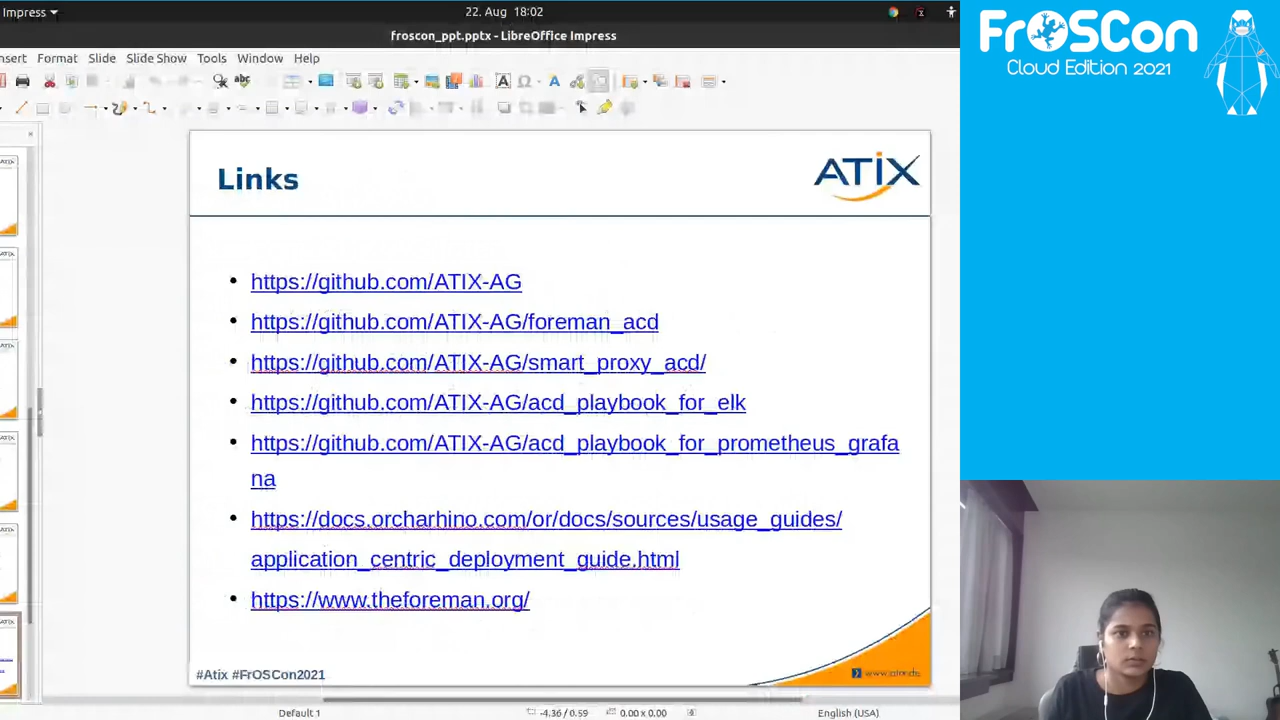 Impress
22. Aug 18:02
froscon_ppt.pptx - LibreOffice Impress
nsert Format Slide Slide Show Tools Window Help
FrOSCon
Cloud Edition 2021
Links
ATIX
https://github.com/ATIX-AG
https://github.com/ATIX-AG/foreman_acd
https://github.com/ATIX-AG/smart_proxy_acd/
https://github.com/ATIX-AG/acd_playbook_for_elk
https://github.com/ATIX-AG/acd_playbook_for_prometheus_grafa
na
https://docs.orcharhino.com/or/docs/sources/usage_guides/
application_centric_deployment_guide.html
https://www.theforeman.org/
#Atix #FrOSCon2021
www.atix.de
Default 1
-4.36 / 0.59
0.00 x 0.00
English (USA)